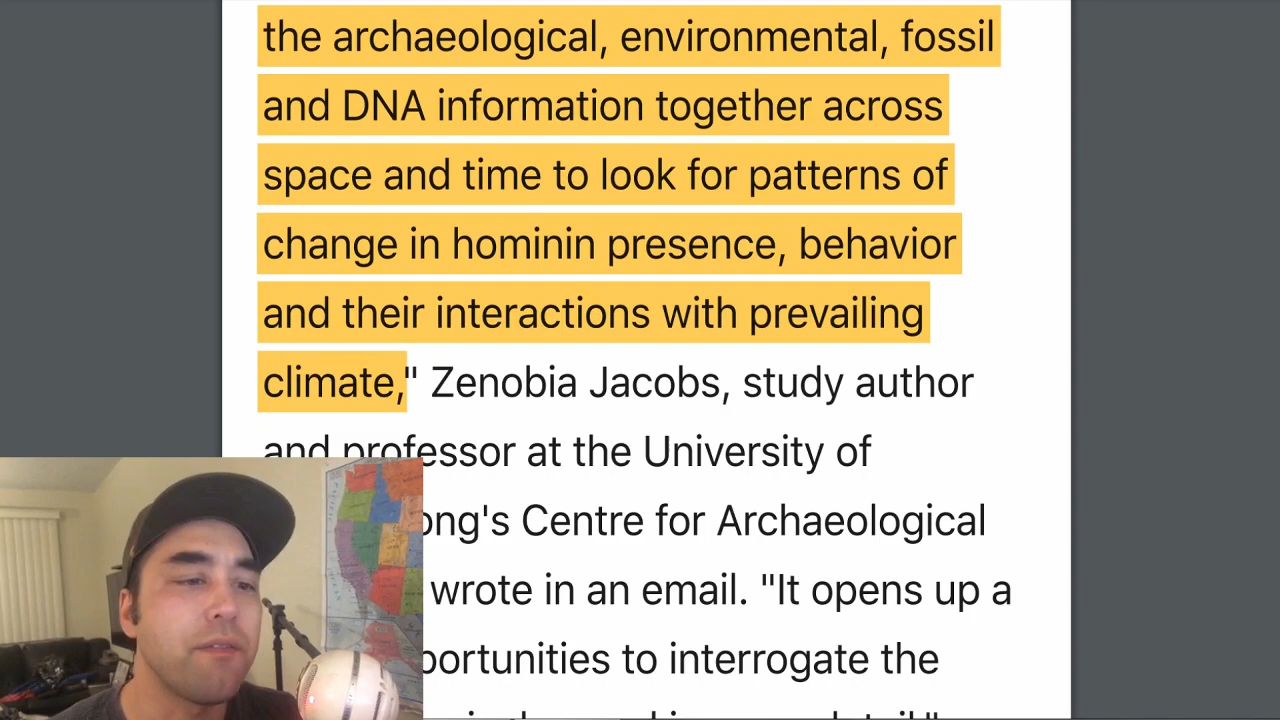 the archaeological, environmental, fossil
and DNA information together across
space and time to look for patterns of
change in hominin presence, behavior
and their interactions with prevailing
climate," Zenobia Jacobs, study author
and professor at the University of
ong's Centre for Archaeological
wrote in an email. "It opens up a
portunities to interrogate the